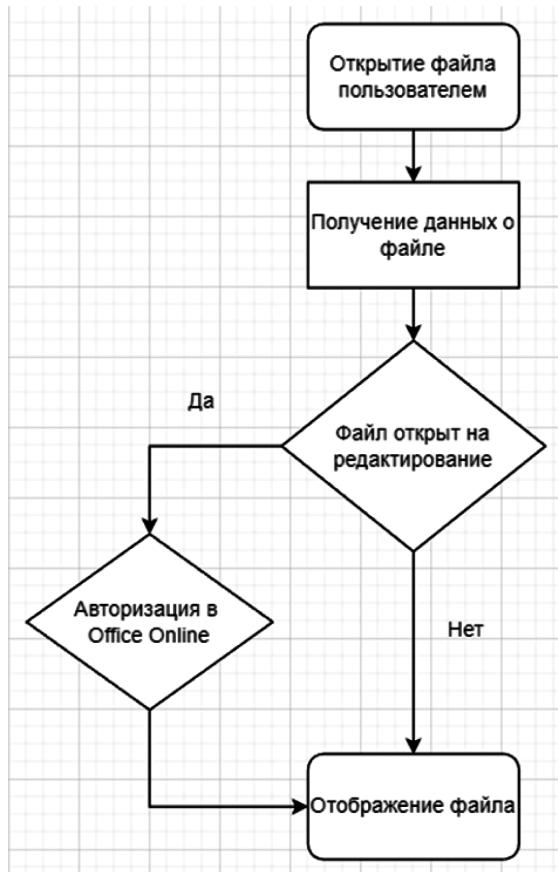 Открытие файла
пользователем
Получение данных о
файле
Да
Файл открыт на
редактирование
Авторизация в
Office Online
Нет
Отображение файла